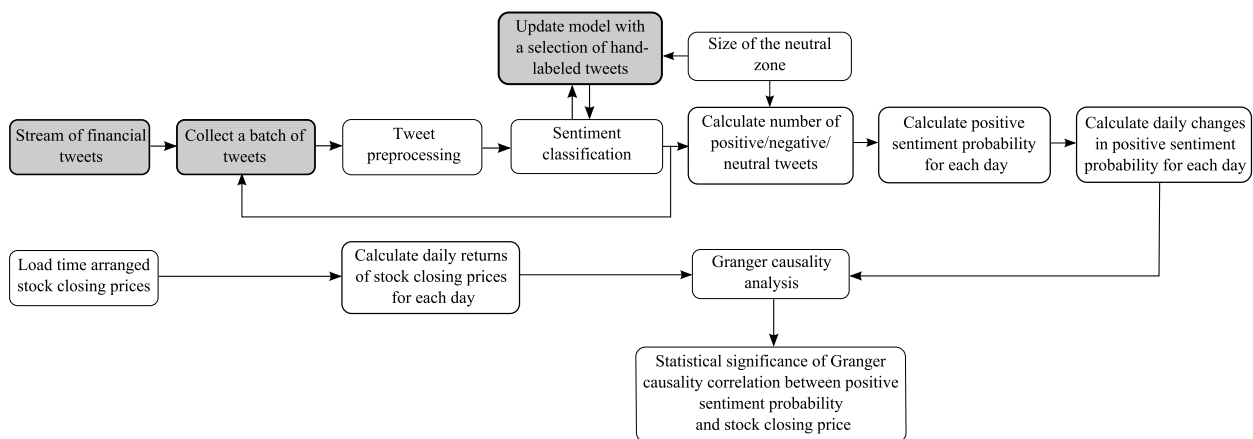 Update model with
a selection of hand-
labeled tweets
Size of the neutral
zone
Stream of financial
tweets
Collect a batch of
tweets
Tweet
preprocessing
Sentiment
classification
Calculate number of
positive/negative/
neutral tweets
Calculate positive
sentiment probability
for each day
Calculate daily changes
in positive sentiment
probability for each day
Load time arranged
stock closing prices
Calculate daily returns
of stock closing prices
for each day
Granger causality
analysis
Statistical significance of Granger
causality correlation between positive
sentiment probability
and stock closing price